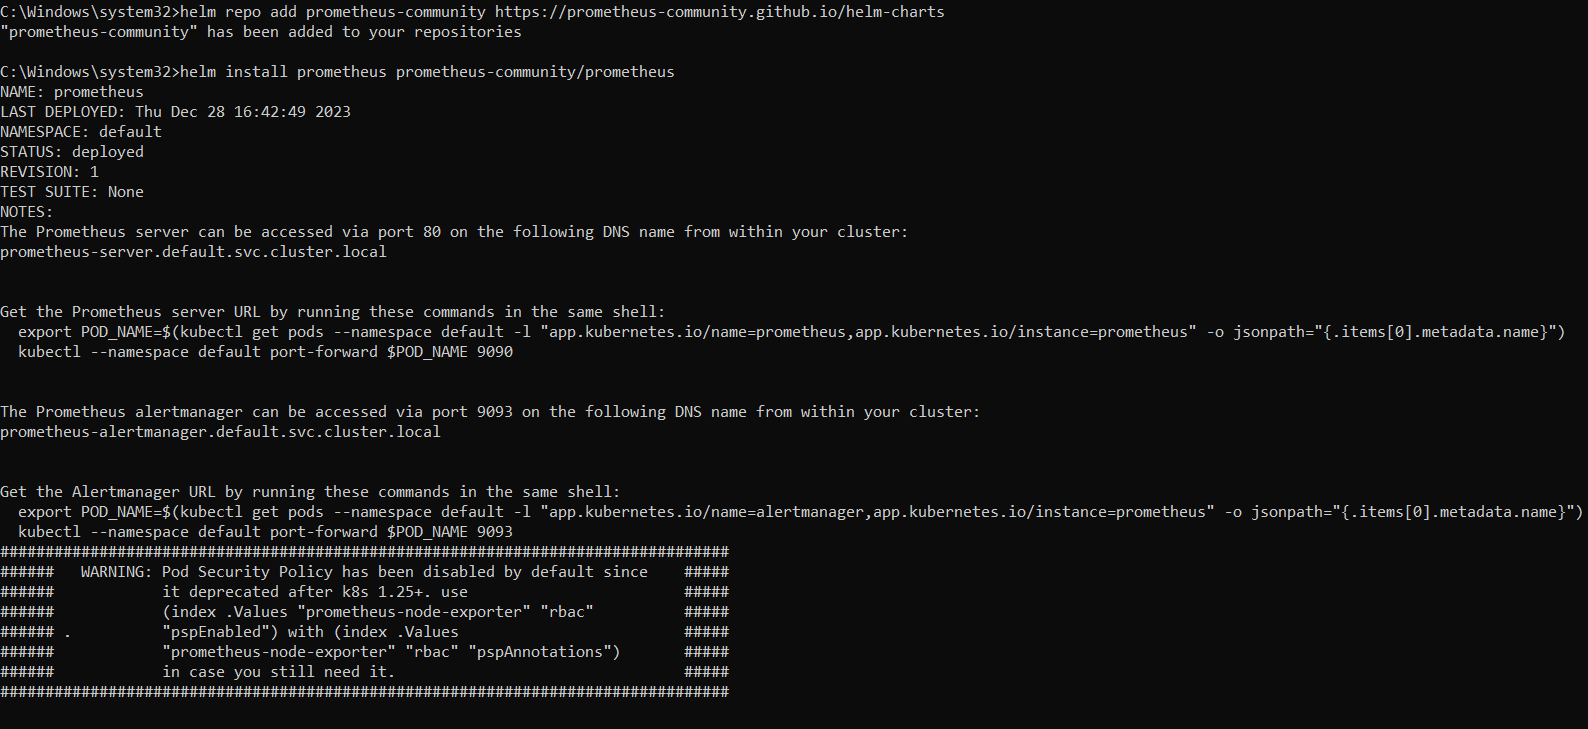 C:\Windows\system32>helm repo add prometheus-community https://prometheus-community.github.io/helm-charts
"prometheus-community" has been added to your repositories
C:\Windows\system32>helm install prometheus prometheus-community/prometheus
NAME: prometheus
LAST DEPLOYED: Thu Dec 28 16:42:49 2023
NAMESPACE: default
STATUS: deployed
REVISION: 1
TEST SUITE: None
NOTES:
The Prometheus server can be accessed via port 80 on the following DNS name from within your cluster:
prometheus-server.default.svc.cluster.local
Get the Prometheus server URL by running these commands in the same shell:
  export POD_NAME=$(kubectl get pods --namespace default -l "app.kubernetes.io/name=prometheus,app.kubernetes.io/instance=prometheus" -o jsonpath="{.items[0].metadata.name}")
  kubectl --namespace default port-forward $POD_NAME 9090
The Prometheus alertmanager can be accessed via port 9093 on the following DNS name from within your cluster:
prometheus-alertmanager.default.svc.cluster.local
Get the Alertmanager URL by running these commands in the same shell:
  export POD_NAME=$(kubectl get pods --namespace default -l "app.kubernetes.io/name=alertmanager,app.kubernetes.io/instance=prometheus" -o jsonpath="{.items[0].metadata.name}")
  kubectl --namespace default port-forward $POD_NAME 9093
#################################################################################
######   WARNING: Pod Security Policy has been disabled by default since    #####
######            it deprecated after k8s 1.25+. use                        #####
######            (index .Values "prometheus-node-exporter" "rbac"          #####
###### .          "pspEnabled") with (index .Values                         #####
######            "prometheus-node-exporter" "rbac" "pspAnnotations")       #####
######            in case you still need it.                                #####
#################################################################################